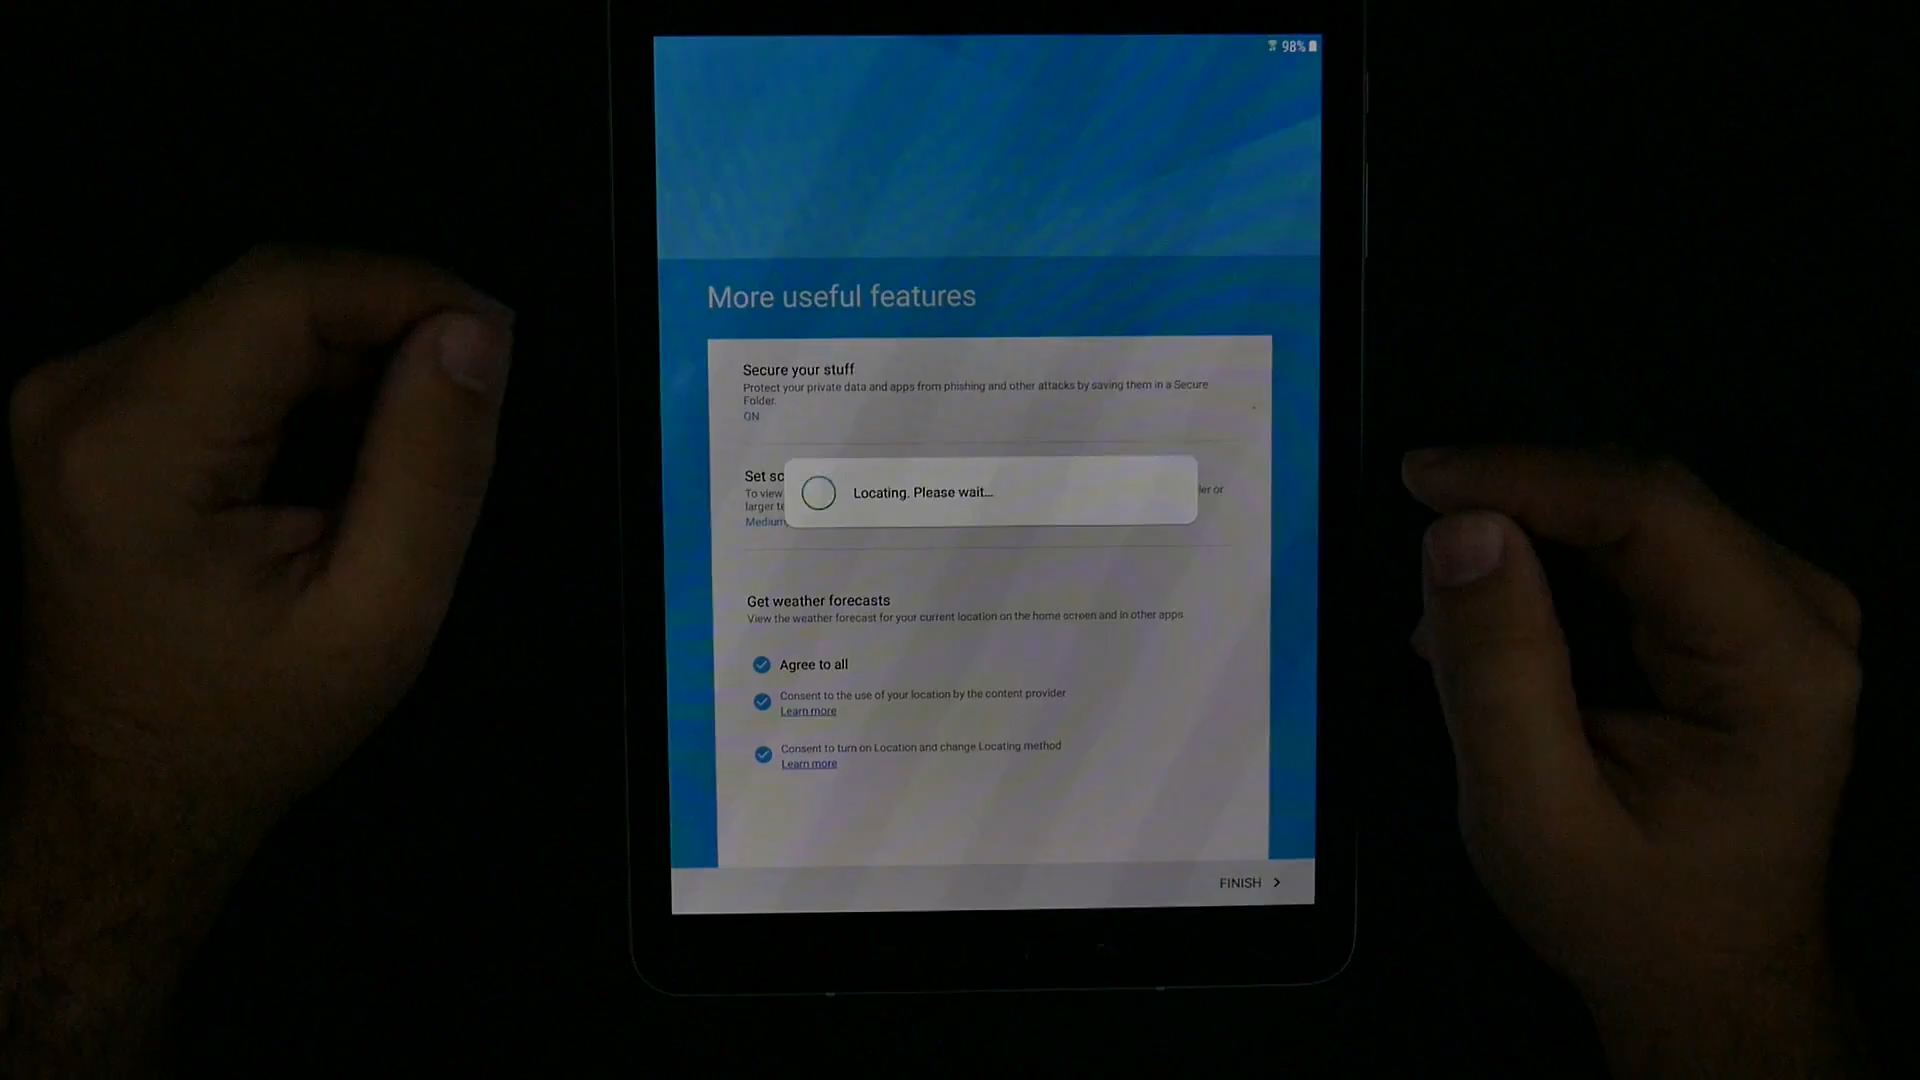 98%
More useful features
Secure your stuff
Protect your private data and apps from phishing and other attacks by saving them in a Secure
Folder.
ON
Set sc
To view
ler or
larger to
Medium,
Locating. Please wait...
Get weather forecasts
View the weather forecast for your current location on the home screen and in other apps
Agree to all
Consent to the use of your location by the content provider
Learn more
Consent to turn on Location and change Locating method
Learn more
FINISH